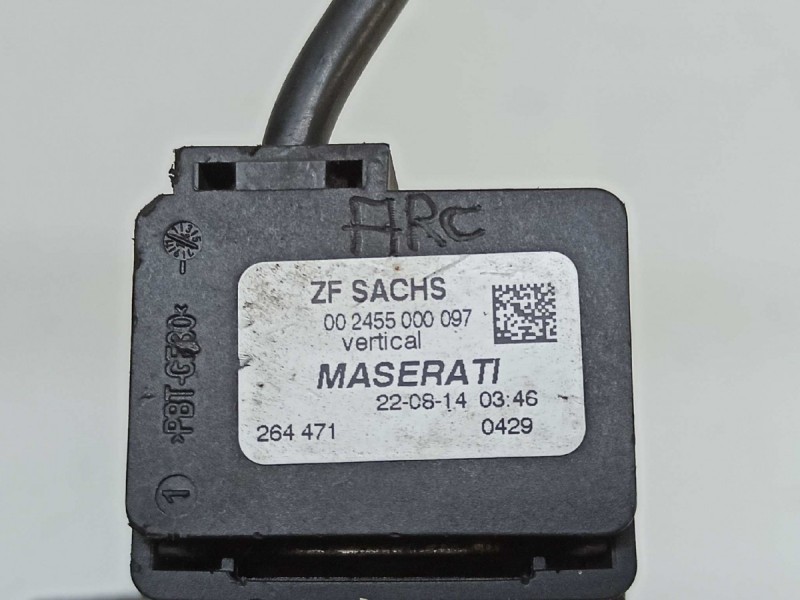 ARC
ZF SACHS
00 2455 000 097
vertical
MASERATI
22-08-14 03:46
264 471 0429
>PBT-GF30<
1